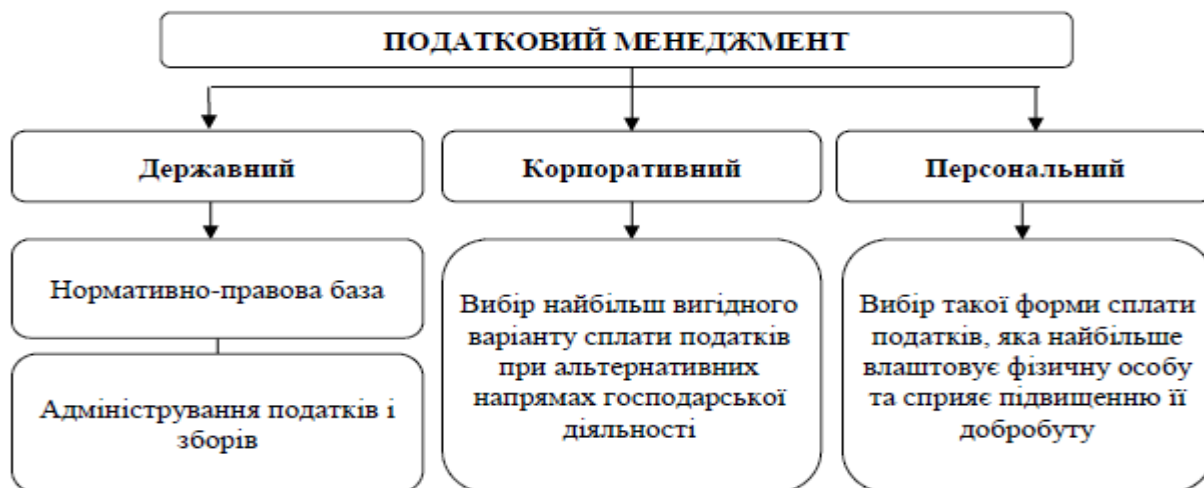 ПОДАТКОВИЙ МЕНЕДЖМЕНТ
Державний
Корпоративний
Персональний
Нормативно-правова база
Адміністрування податків і
зборів
Вибір найбільш вигідного
варіанту сплати податків
при альтернативних
напрямах господарської
діяльності
Вибір такої форми сплати
податків, яка найбільше
влаштовує фізичну особу
та сприяє підвищенню її
добробуту